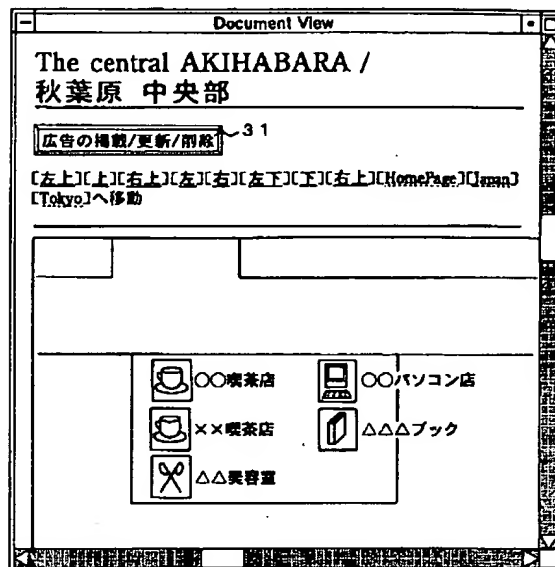 Document View
The central AKIHABARA /
秋葉原 中央部
広告の掲載/更新/削除
31
[左上][上][右上][左][右][左下][下][右上][HomePage][Japan]
[Tokyo]へ移動
○○喫茶店
○○パソコン店
××喫茶店
△△△ブック
△△美容室